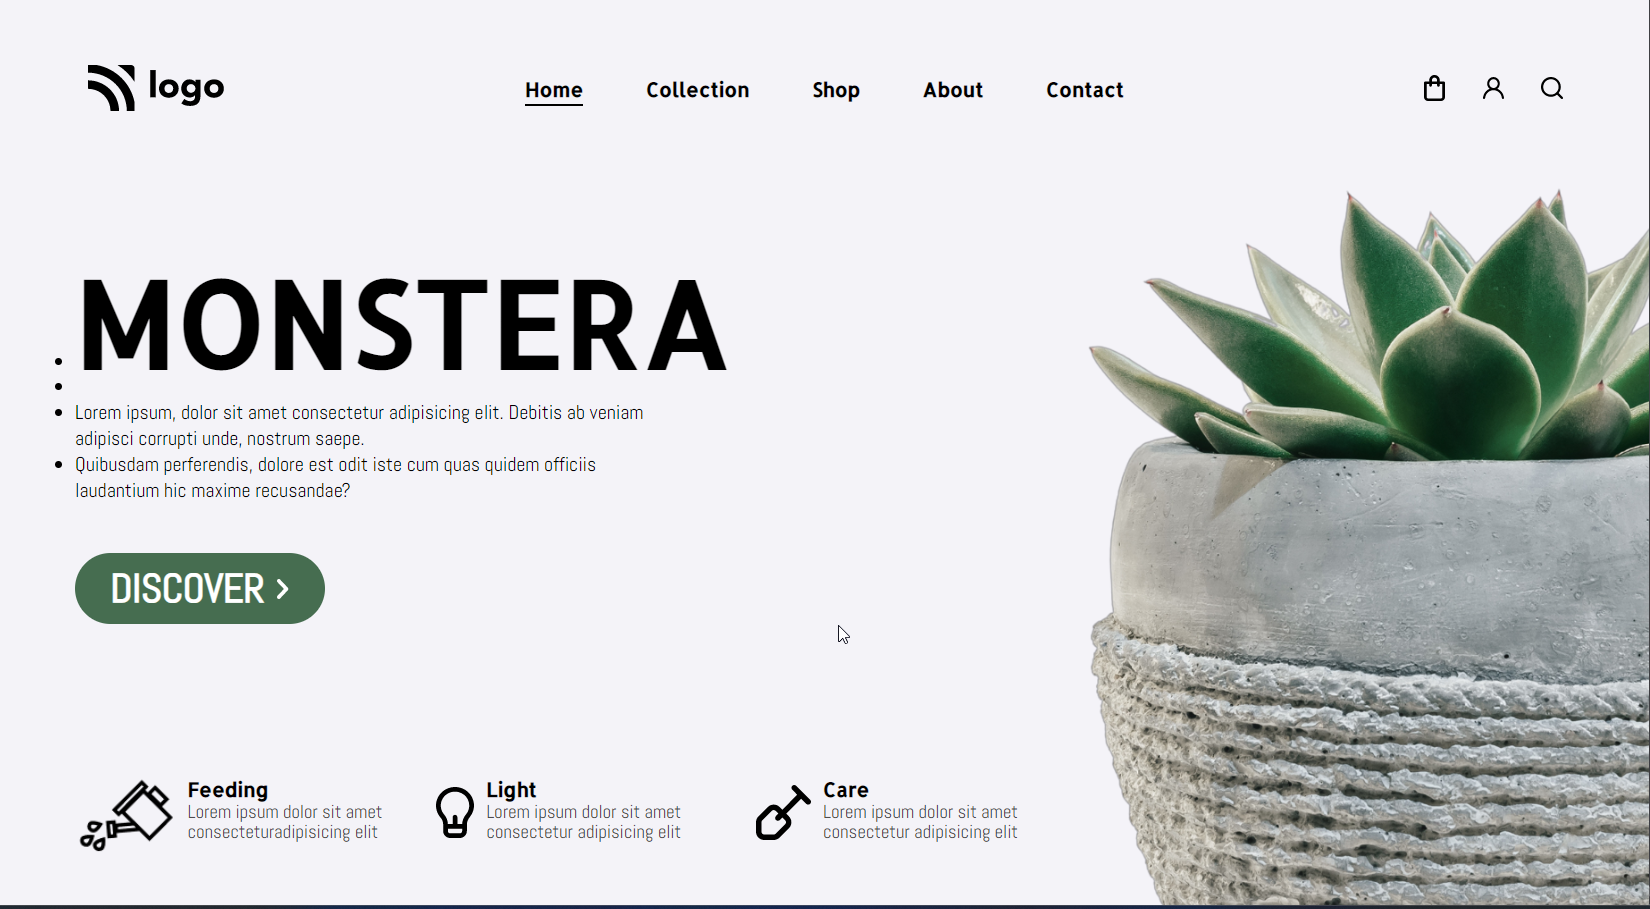 logo
Home Collection Shop About Contact
MONSTERA
Lorem ipsum, dolor sit amet consectetur adipisicing elit. Debitis ab veniam
adipisci corrupti unde, nostrum saepe.
Quibusdam perferendis, dolore est odit iste cum quas quidem officiis
laudantium hic maxime recusandae?
DISCOVER
Feeding
Lorem ipsum dolor sit amet
consecteturadipisicing elit
Light
Lorem ipsum dolor sit amet
consectetur adipisicing elit
Care
Lorem ipsum dolor sit amet
consectetur adipisicing elit